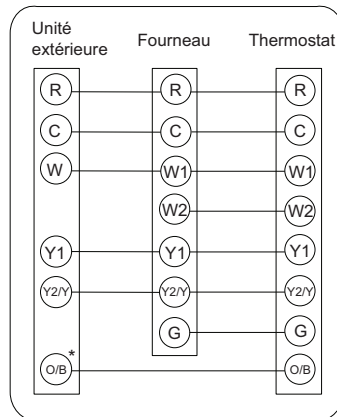 Unité extérieure Fourneau Thermostat
R R R
C C C
W W1 W1
W2 W2
Y1 Y1 Y1
Y2/Y Y2/Y Y2/Y
G G
O/B * O/B